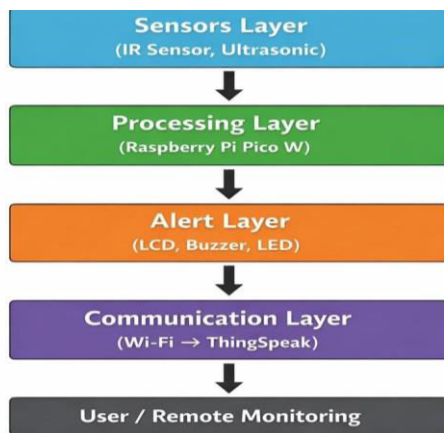 Sensors Layer
(IR Sensor, Ultrasonic)
Processing Layer
(Raspberry Pi Pico W)
Alert Layer
(LCD, Buzzer, LED)
Communication Layer
(Wi-Fi → ThingSpeak)
User / Remote Monitoring